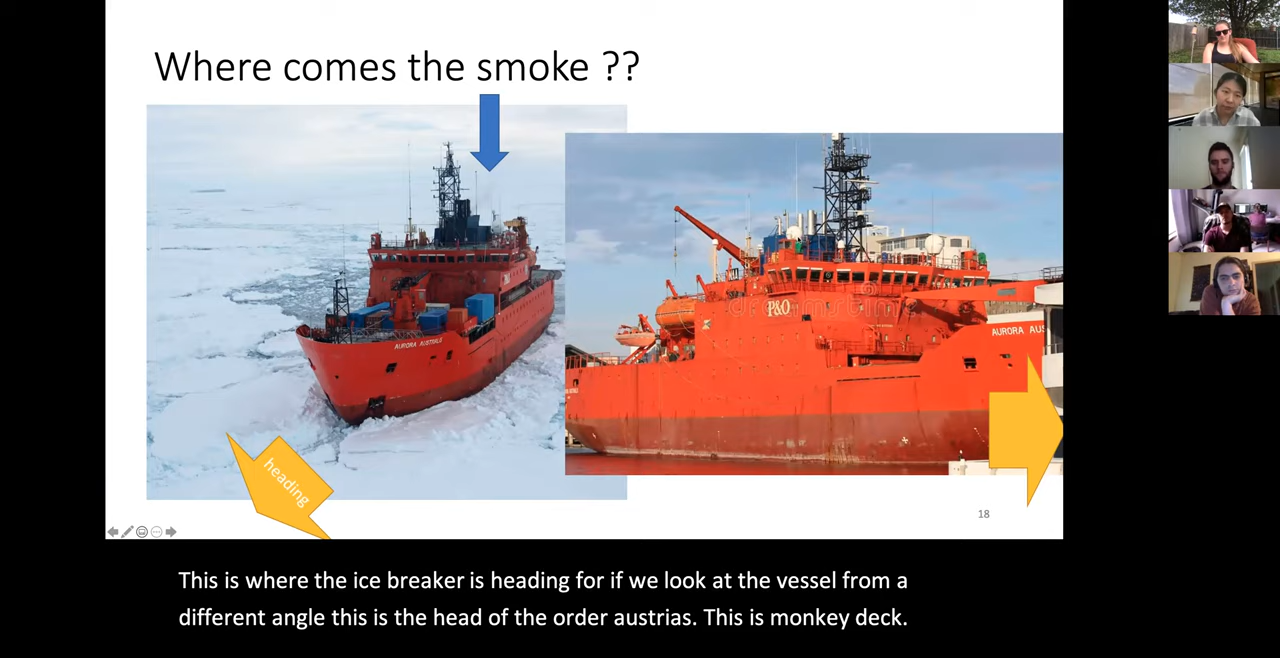 Where comes the smoke ??
AURORA AUSTRALIS
P&O
dreamstime
AURORA AUS
heading
18
This is where the ice breaker is heading for if we look at the vessel from a
different angle this is the head of the order austrias. This is monkey deck.